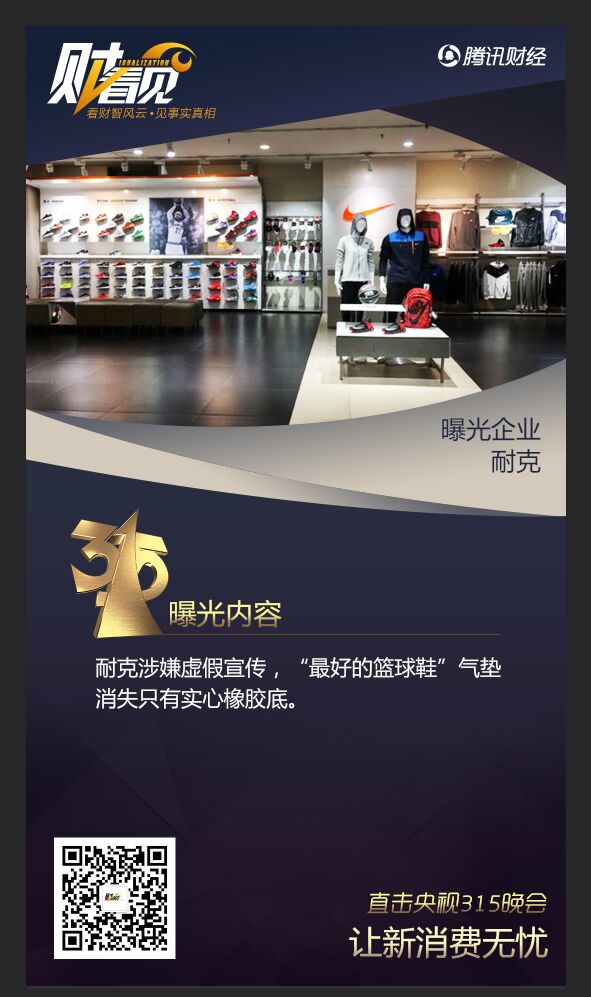 财看见
ISUALIZATION
看财智风云·见事实真相
腾讯财经
曝光企业
耐克
315
曝光内容
耐克涉嫌虚假宣传，“最好的篮球鞋”气垫
消失只有实心橡胶底。
直击央视315晚会
让新消费无忧